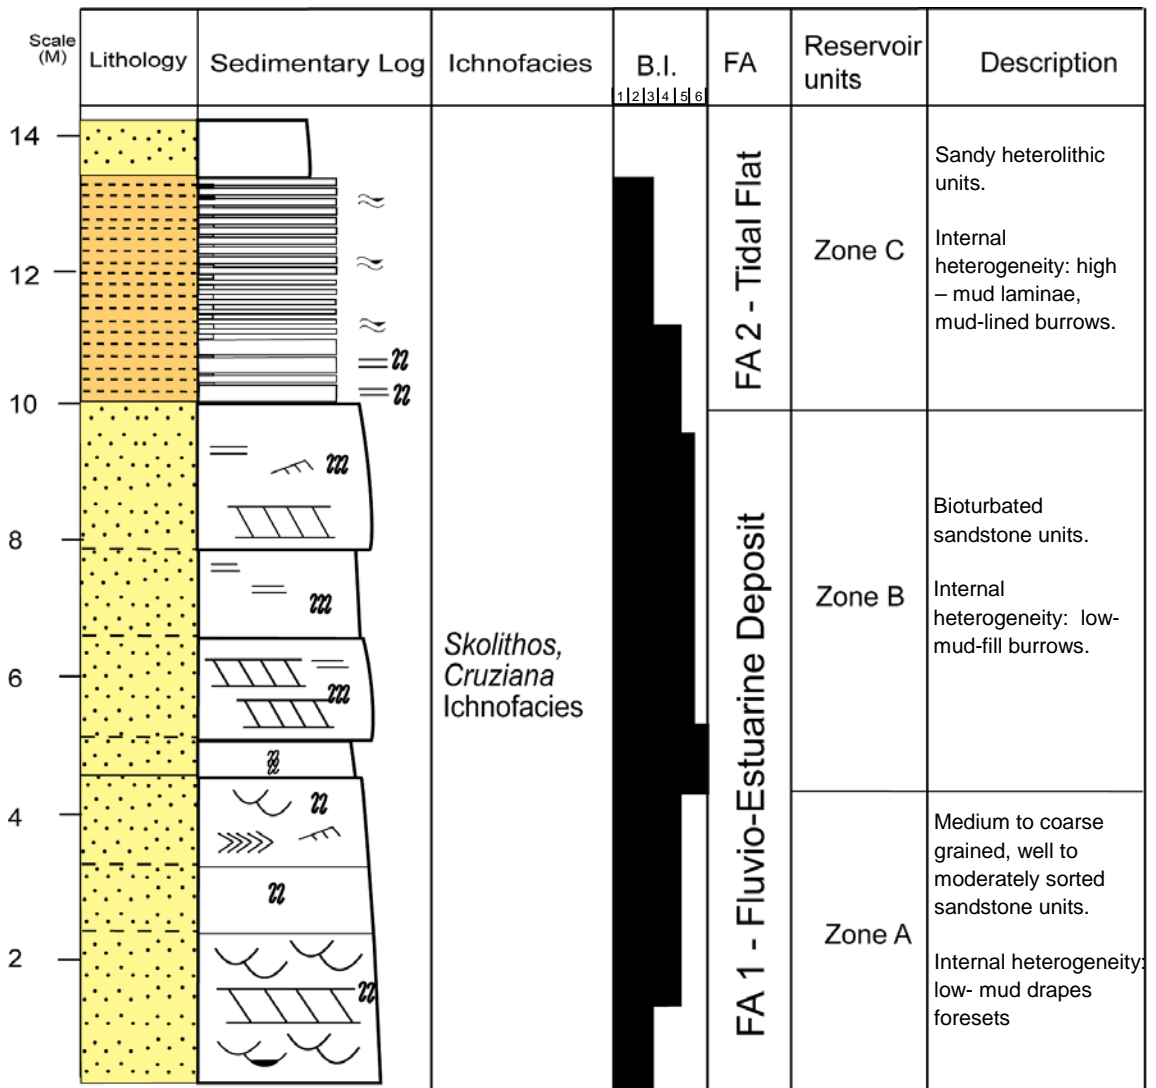 Scale
(M)
Lithology
Sedimentary Log
Ichnofacies
B.I.
1 2 3 4 5 6
FA
Reservoir
units
Description
14
12
10
8
6
4
2
Skolithos,
Cruziana
Ichnofacies
FA 2 - Tidal Flat
FA 1 - Fluvio-Estuarine Deposit
Zone C
Zone B
Zone A
Sandy heterolithic
units.
Internal
heterogeneity: high
– mud laminae,
mud-lined burrows.
Bioturbated
sandstone units.
Internal
heterogeneity: low-
mud-fill burrows.
Medium to coarse
grained, well to
moderately sorted
sandstone units.
Internal heterogeneity:
low- mud drapes
foresets